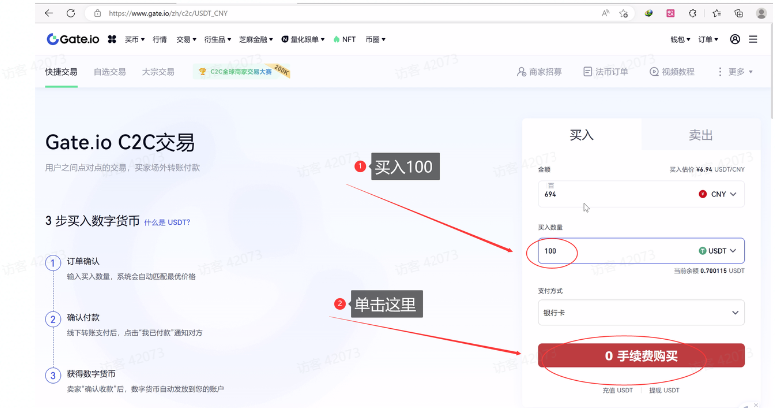 https://www.gate.io/zh/c2c/USDT_CNY
Gate.io 买币 行情 交易 衍生品 芝麻金融 量化跟单 NFT 币圈 钱包 订单
快捷交易 自选交易 大宗交易 C2C全球商家交易大赛 200K 商家招募 法币订单 视频教程 更多
访客 42073
Gate.io C2C交易
用户之间点对点的交易，买家场外转账付款
3 步买入数字货币 什么是 USDT?
1 订单确认
输入买入数量，系统会自动匹配最优价格
2 确认付款
线下转账支付后，点击"我已付款"通知对方
3 获得数字货币
卖家"确认收款"后，数字货币自动发放到您的账户
1 买入100
2 单击这里
买入 卖出
金额 买入估价 ¥6.94 USDT/CNY
694 CNY
买入数量
100 USDT
当前余额 0.700115 USDT
支付方式
银行卡
0 手续费购买
充值 USDT 提现 USDT